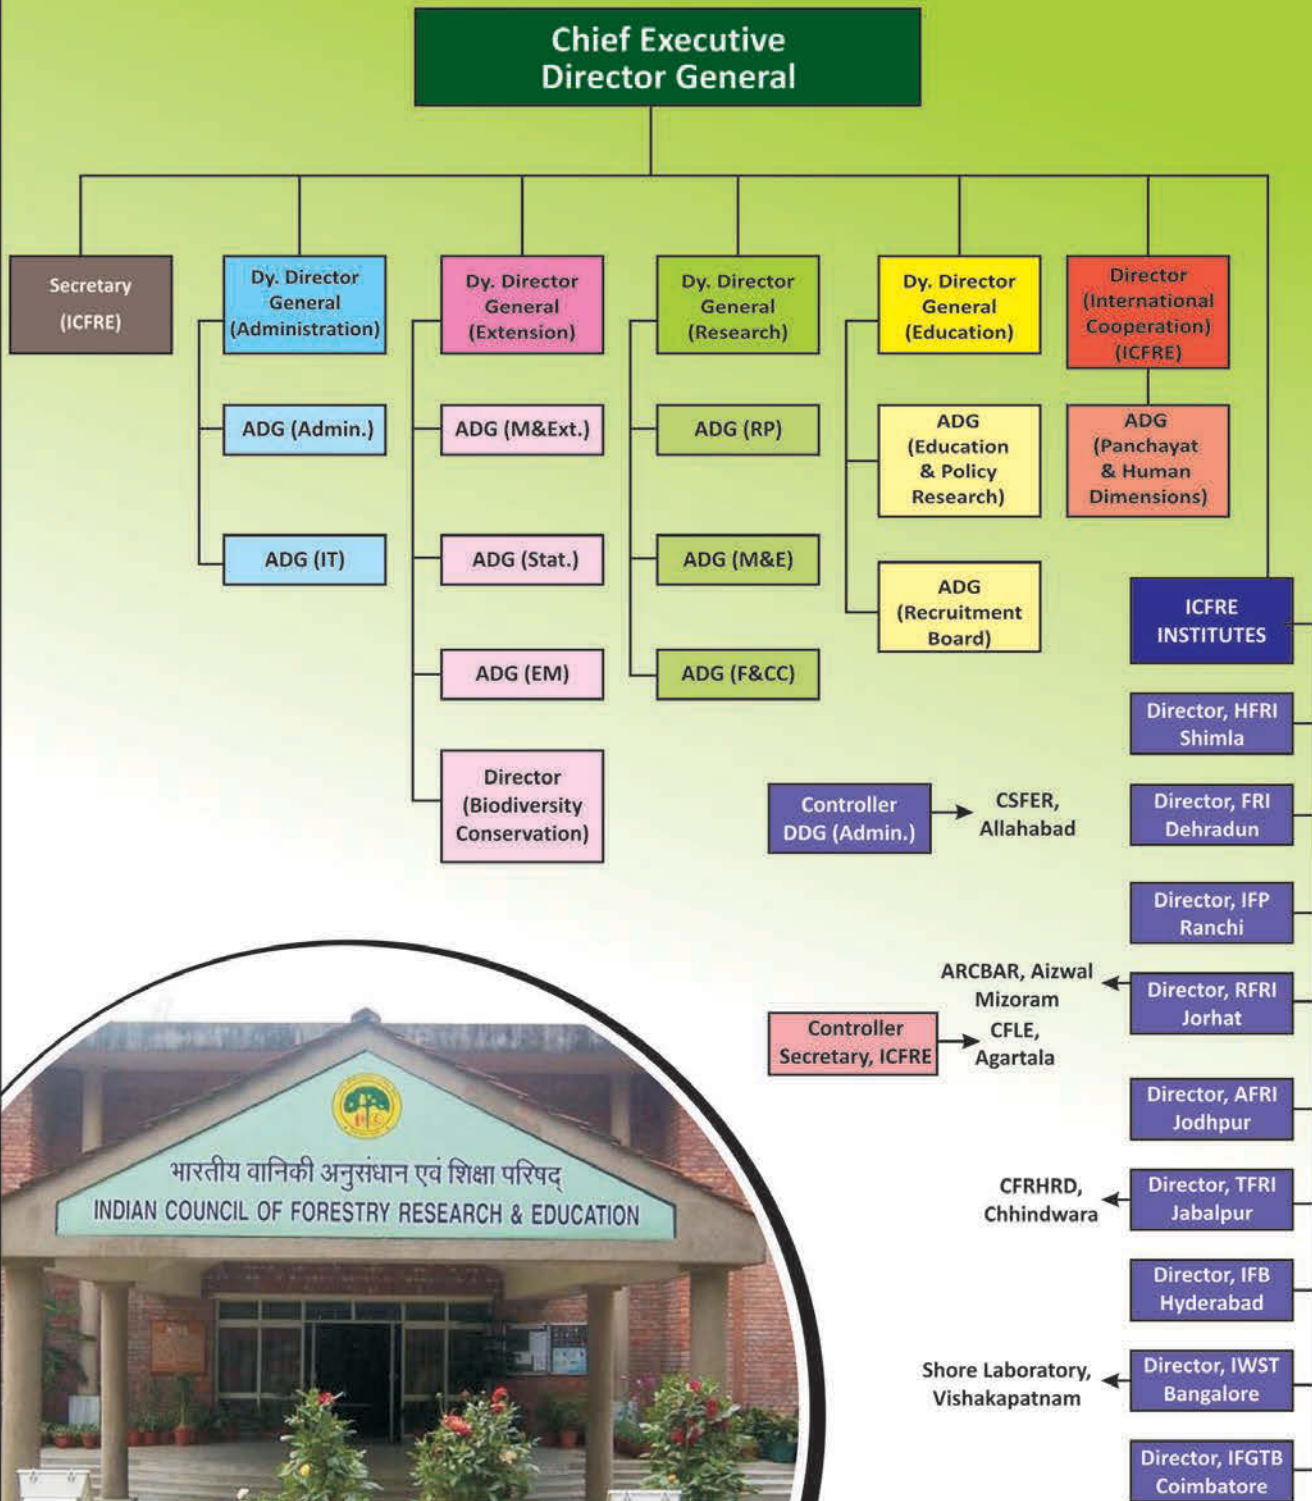 Chief Executive
Director General
Secretary
(ICFRE)
Dy. Director
General
(Administration)
ADG (Admin.)
ADG (IT)
Dy. Director
General
(Extension)
ADG (M&Ext.)
ADG (Stat.)
ADG (EM)
Director
(Biodiversity
Conservation)
Dy. Director
General
(Research)
ADG (RP)
ADG (M&E)
ADG (F&CC)
Dy. Director
General
(Education)
ADG
(Education
& Policy
Research)
ADG
(Recruitment
Board)
Director
(International
Cooperation)
(ICFRE)
ADG
(Panchayat
& Human
Dimensions)
ICFRE
INSTITUTES
Director, HFRI
Shimla
Controller
DDG (Admin.)
CSFER,
Allahabad
Director, FRI
Dehradun
Director, IFP
Ranchi
ARCBAR, Aizwal
Mizoram
Director, RFRI
Jorhat
Controller
Secretary, ICFRE
CFLE,
Agartala
Director, AFRI
Jodhpur
CFRHRD,
Chhindwara
Director, TFRI
Jabalpur
Director, IFB
Hyderabad
Shore Laboratory,
Vishakapatnam
Director, IWST
Bangalore
Director, IFGTB
Coimbatore
भारतीय वानिकी अनुसंधान एवं शिक्षा परिषद्
INDIAN COUNCIL OF FORESTRY RESEARCH & EDUCATION